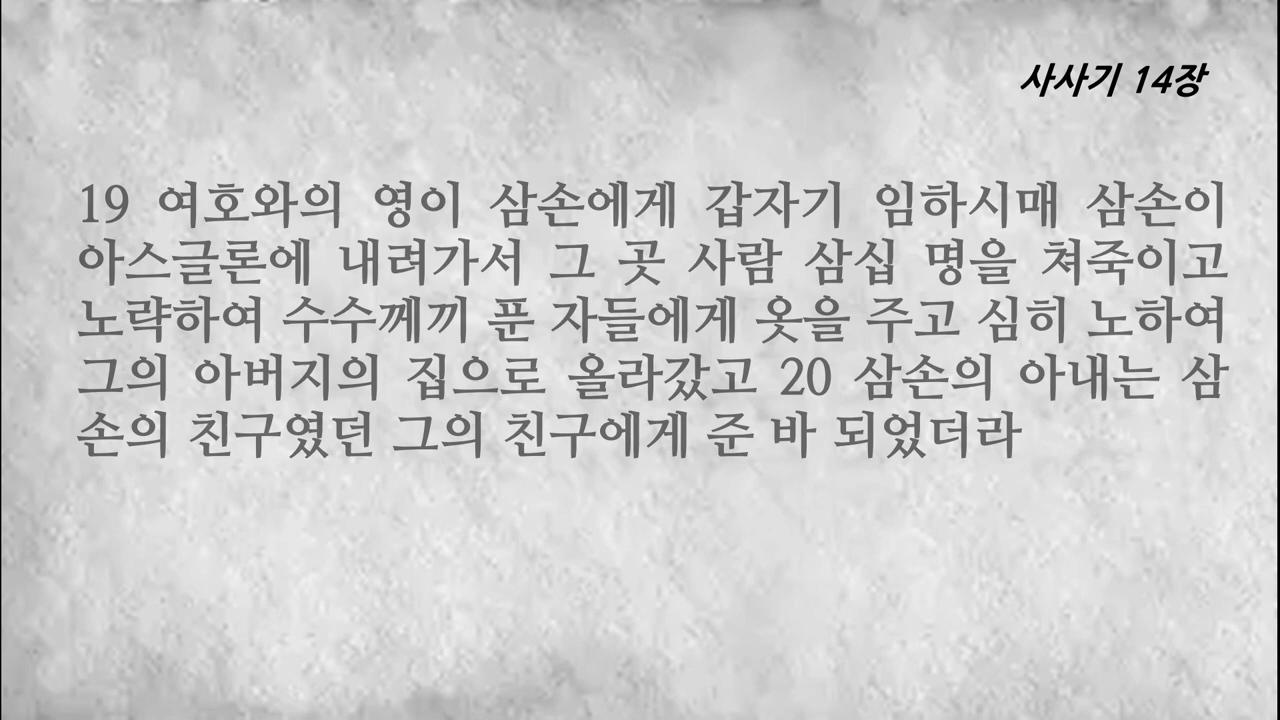 사사기 14장
19 여호와의 영이 삼손에게 갑자기 임하시매 삼손이
아스글론에 내려가서 그 곳 사람 삼십 명을 쳐죽이고
노략하여 수수께끼 푼 자들에게 옷을 주고 심히 노하여
그의 아버지의 집으로 올라갔고 20 삼손의 아내는 삼
손의 친구였던 그의 친구에게 준 바 되었더라